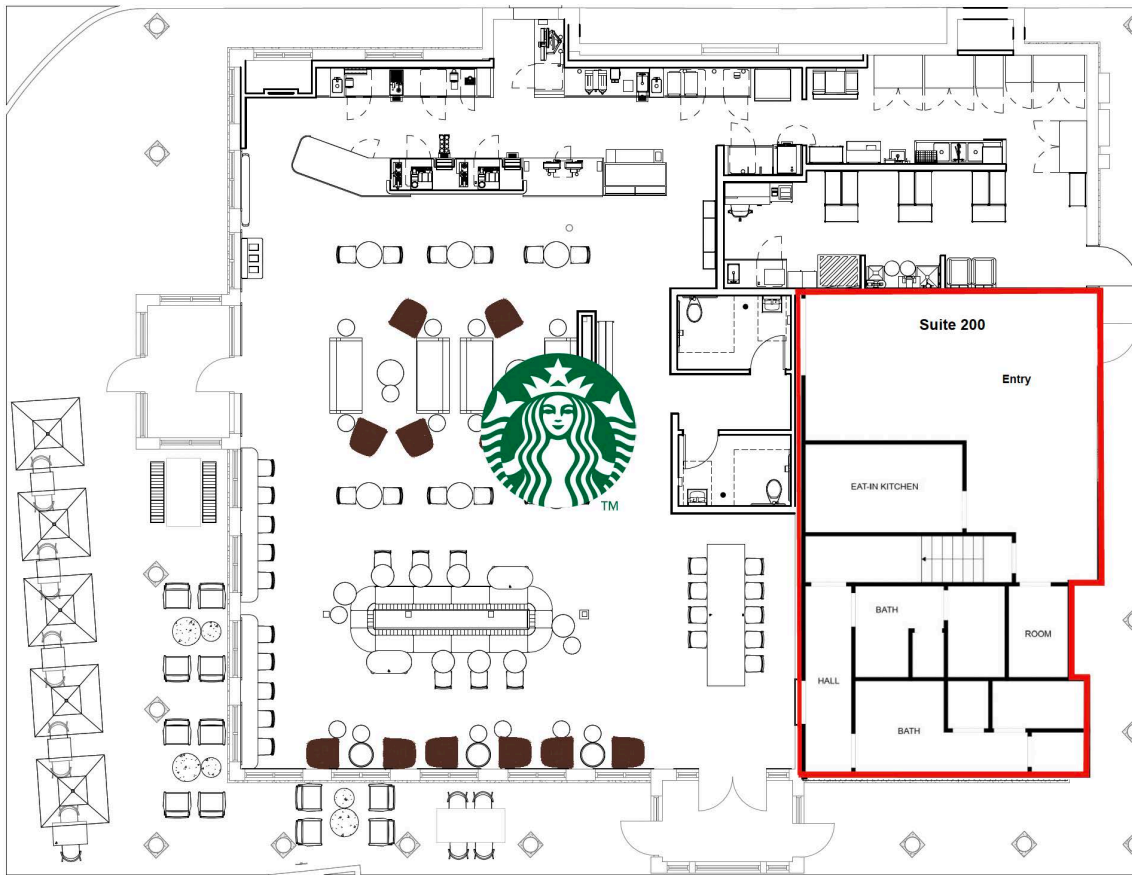 Suite 200
Entry
EAT-IN KITCHEN
BATH
ROOM
HALL
BATH
TM